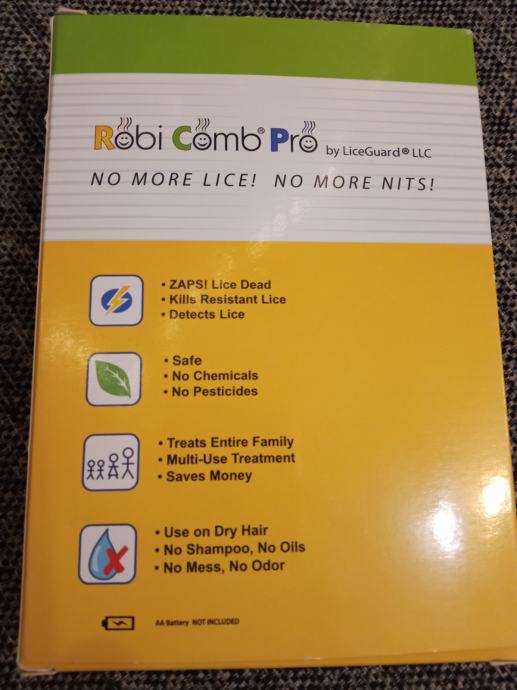 Robi Comb® Pro by LiceGuard® LLC
NO MORE LICE! NO MORE NITS!
• ZAPS! Lice Dead
• Kills Resistant Lice
• Detects Lice
• Safe
• No Chemicals
• No Pesticides
• Treats Entire Family
• Multi-Use Treatment
• Saves Money
• Use on Dry Hair
• No Shampoo, No Oils
• No Mess, No Odor
AA Battery NOT INCLUDED